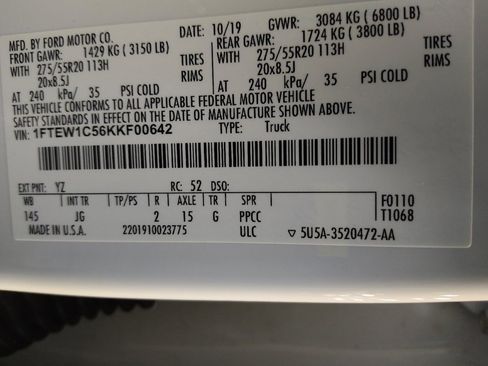 MFD. BY FORD MOTOR CO. 10/19 GVWR: 3084 KG ( 6800 LB)
FRONT GAWR: 1429 KG ( 3150 LB) REAR GAWR: 1724 KG ( 3800 LB)
WITH 275/55R20 113H TIRES WITH 275/55R20 113H TIRES
20x8.5J RIMS 20x8.5J RIMS
AT 240 kPa/ 35 PSI COLD AT 240 kPa/ 35 PSI COLD
THIS VEHICLE CONFORMS TO ALL APPLICABLE FEDERAL MOTOR VEHICLE
SAFETY STANDARDS IN EFFECT ON THE DATE OF MANUFACTURE SHOWN ABOVE.
VIN: 1FTEW1C56KKF00642 TYPE: Truck
EXT PNT: YZ RC: 52 DSO:
WB INT TR TP/PS R AXLE TR SPR F0110
145 JG 2 15 G PPCC T1068
MADE IN U.S.A. 2201910023775 ULC ▽ 5U5A-3520472-AA